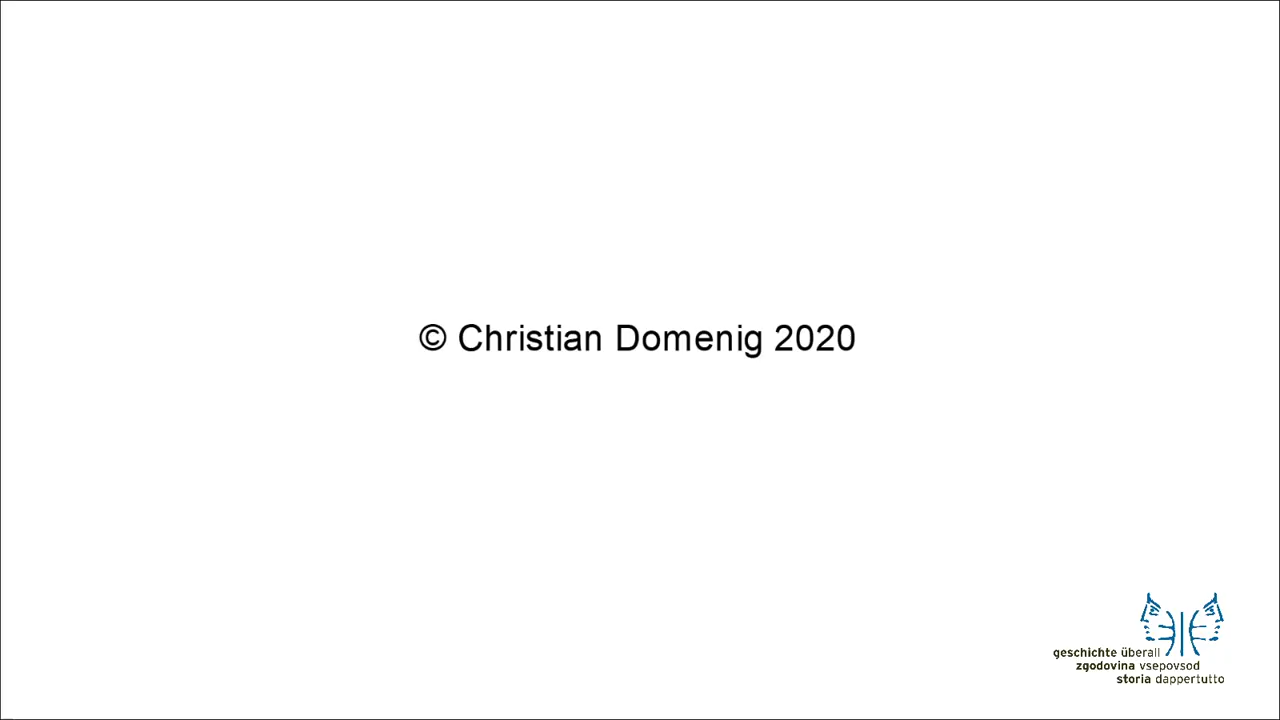 © Christian Domenig 2020
geschichte überall
zgodovina vsepovsod
storia dappertutto